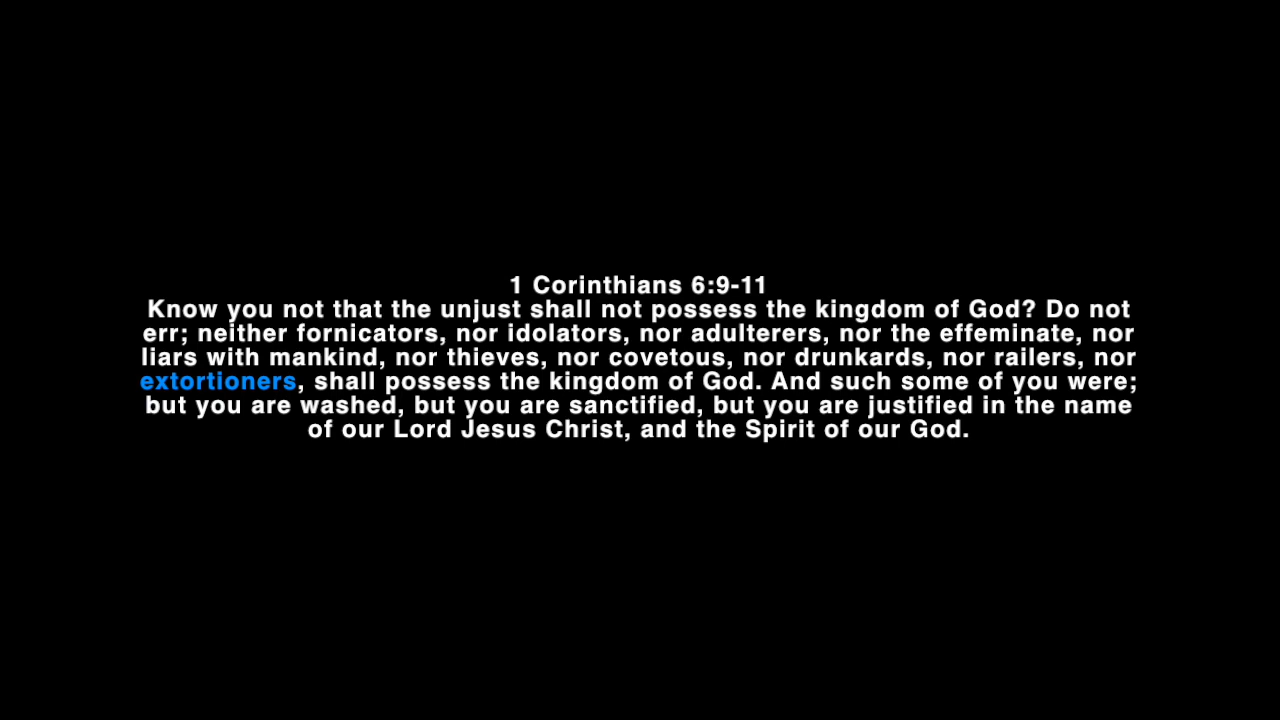 1 Corinthians 6:9-11
Know you not that the unjust shall not possess the kingdom of God? Do not
err; neither fornicators, nor idolators, nor adulterers, nor the effeminate, nor
liars with mankind, nor thieves, nor covetous, nor drunkards, nor railers, nor
extortioners, shall possess the kingdom of God. And such some of you were;
but you are washed, but you are sanctified, but you are justified in the name
of our Lord Jesus Christ, and the Spirit of our God.